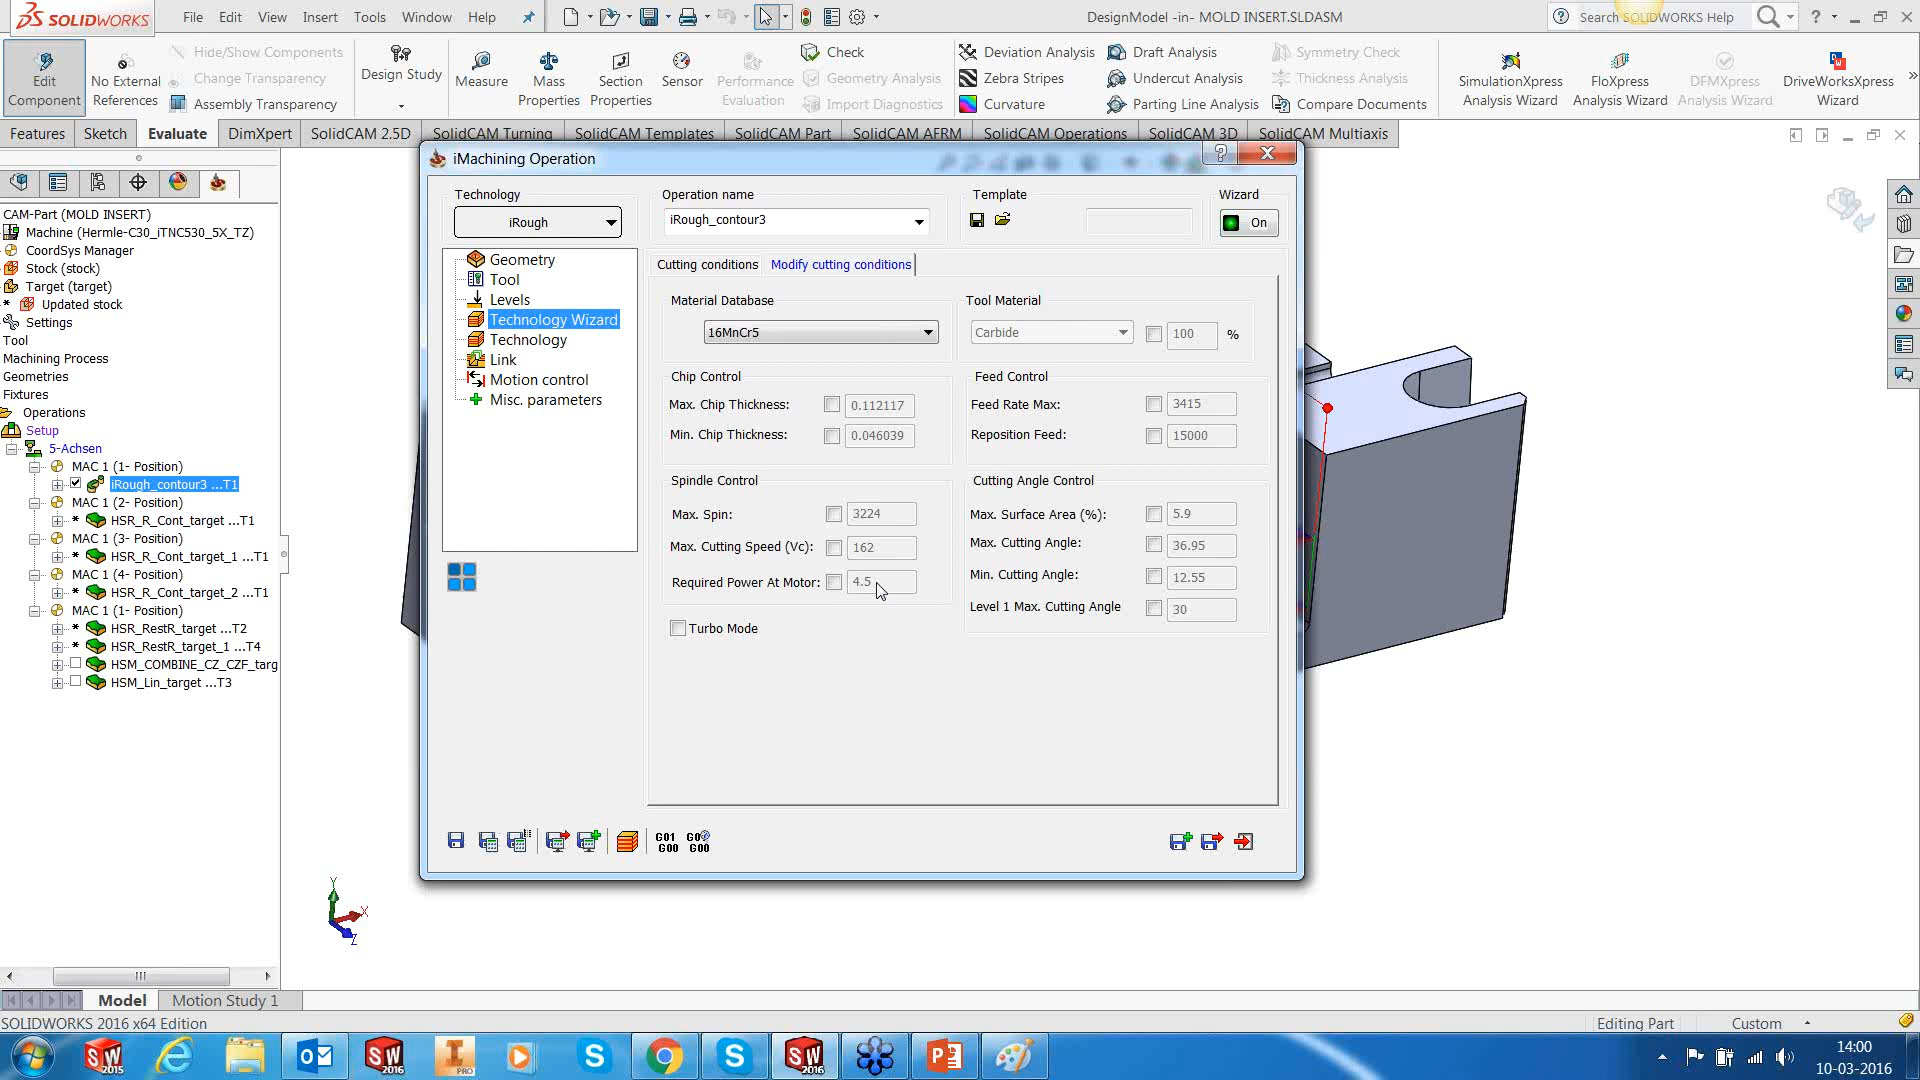 SOLIDWORKS
File Edit View Insert Tools Window Help
DesignModel -in- MOLD INSERT.SLDASM
Search SOLIDWORKS Help
Edit Component
No External References
Hide/Show Components
Change Transparency
Assembly Transparency
Design Study
Measure
Mass Properties
Section Properties
Sensor
Performance Evaluation
Check
Geometry Analysis
Import Diagnostics
Deviation Analysis
Zebra Stripes
Curvature
Draft Analysis
Undercut Analysis
Parting Line Analysis
Symmetry Check
Thickness Analysis
Compare Documents
SimulationXpress Analysis Wizard
FloXpress Analysis Wizard
DFMXpress Analysis Wizard
DriveWorksXpress Wizard
Features Sketch Evaluate DimXpert SolidCAM 2.5D SolidCAM Turning SolidCAM Templates SolidCAM Part SolidCAM AFRM SolidCAM Operations SolidCAM 3D SolidCAM Multiaxis
CAM-Part (MOLD INSERT)
Machine (Hermle-C30_iTNC530_5X_TZ)
CoordSys Manager
Stock (stock)
Target (target)
Updated stock
Settings
Tool
Machining Process
Geometries
Fixtures
Operations
Setup
5-Achsen
MAC 1 (1- Position)
iRough_contour3 ...T1
MAC 1 (2- Position)
HSR_R_Cont_target ...T1
MAC 1 (3- Position)
HSR_R_Cont_target_1 ...T1
MAC 1 (4- Position)
HSR_R_Cont_target_2 ...T1
MAC 1 (1- Position)
HSR_RestR_target ...T2
HSR_RestR_target_1 ...T4
HSM_COMBINE_CZ_CZF_targ
HSM_Lin_target ...T3
iMachining Operation
Technology
iRough
Operation name
iRough_contour3
Template
Wizard
On
Geometry
Tool
Levels
Technology Wizard
Technology
Link
Motion control
Misc. parameters
Cutting conditions Modify cutting conditions
Material Database
16MnCr5
Tool Material
Carbide 100 %
Chip Control
Max. Chip Thickness: 0.112117
Min. Chip Thickness: 0.046039
Feed Control
Feed Rate Max: 3415
Reposition Feed: 15000
Spindle Control
Max. Spin: 3224
Max. Cutting Speed (Vc): 162
Required Power At Motor: 4.5
Turbo Mode
Cutting Angle Control
Max. Surface Area (%): 5.9
Max. Cutting Angle: 36.95
Min. Cutting Angle: 12.55
Level 1 Max. Cutting Angle 30
G01 G00
G00
Y
X
Z
Model Motion Study 1
SOLIDWORKS 2016 x64 Edition
Editing Part
Custom
SW 2015
SW 2016
PRO
SW 2016
14:00
10-03-2016